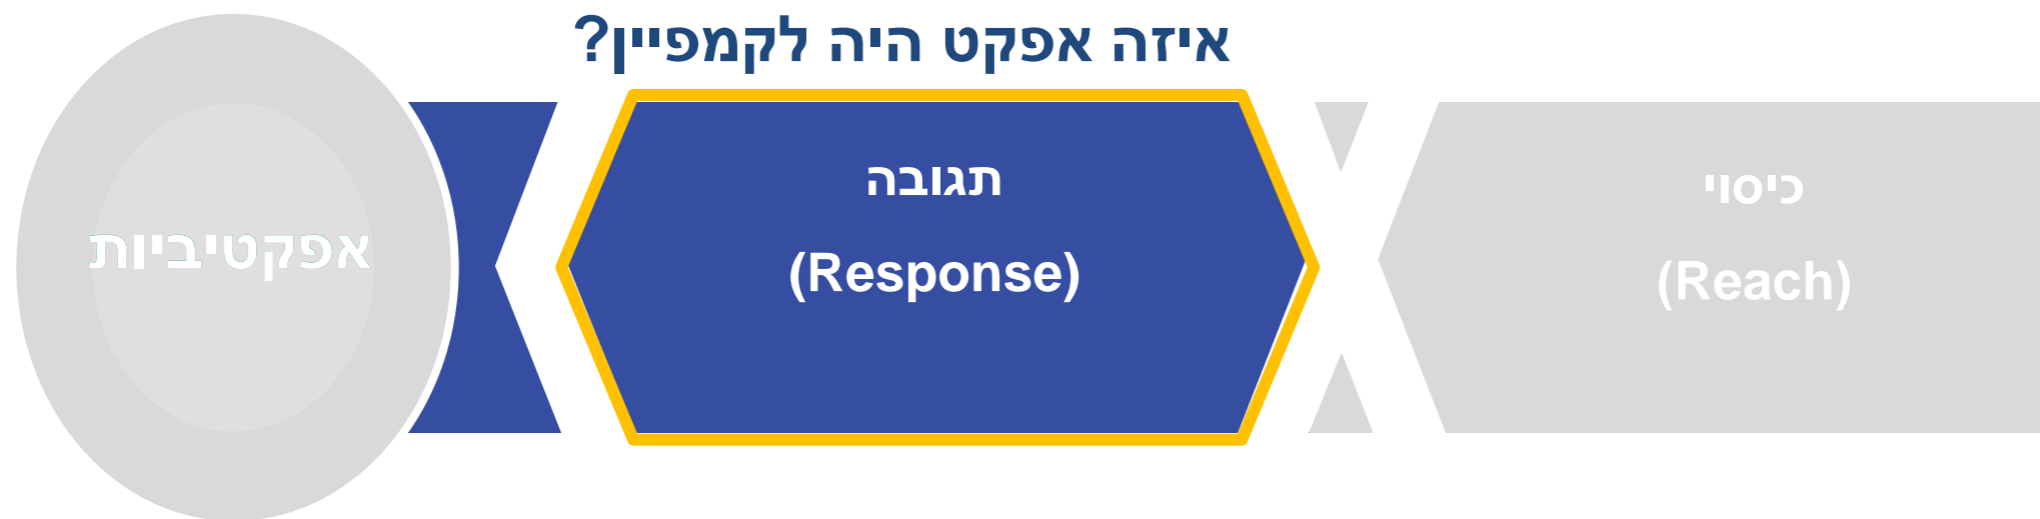 איזה אפקט היה לקמפיין?
כיסוי
(Reach)
תגובה
(Response)
אפקטיביות